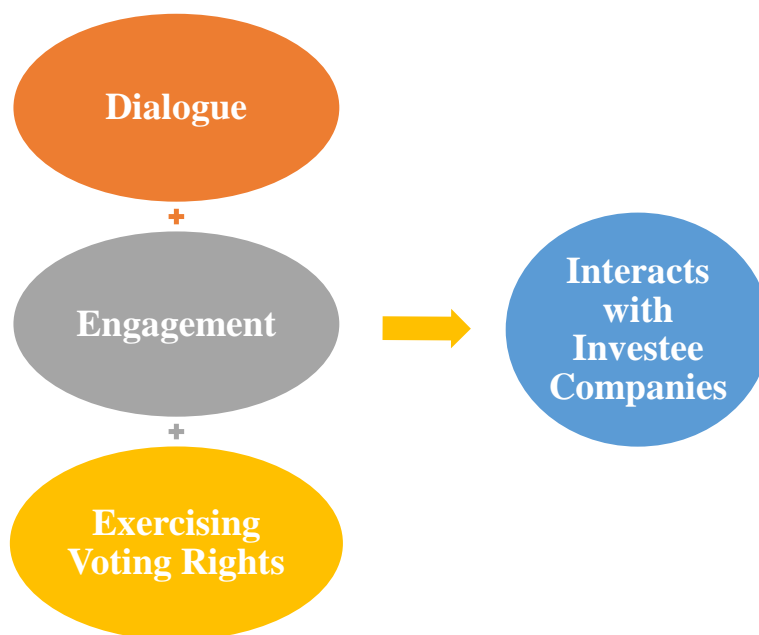 Dialogue
Engagement
Exercising
Voting Rights
Interacts
with
Investee
Companies